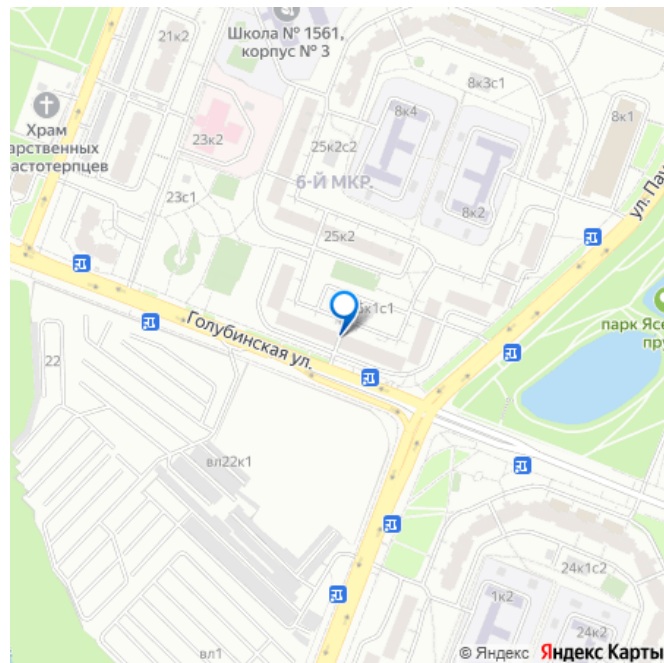 21к2
Школа № 1561,
корпус № 3
8к3с1
8к1
8к4
Храм
арственных
астотерпцев
23к2
25к2с2
6-Й МКР.
23с1
8к2
ул. Пач
25к2
5к1с1
парк Ясе
пру
Голубинская ул.
22
вл22к1
24к1с2
1к2
24к2
вл1
© Яндекс Яндекс Карты